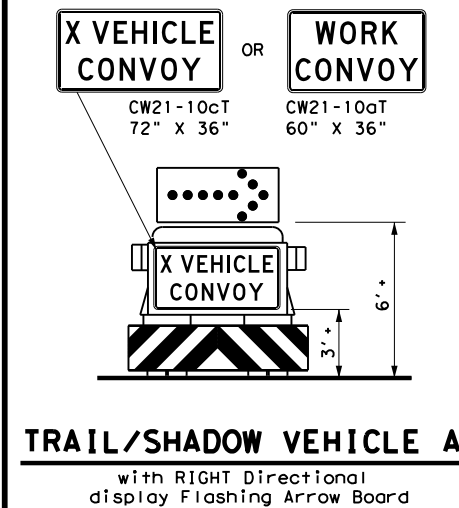 X VEHICLE
CONVOY
OR
WORK
CONVOY
CW21-10cT
72" X 36"
CW21-10aT
60" X 36"
X VEHICLE
CONVOY
6' +
3' +
TRAIL/SHADOW VEHICLE A
with RIGHT Directional
display Flashing Arrow Board